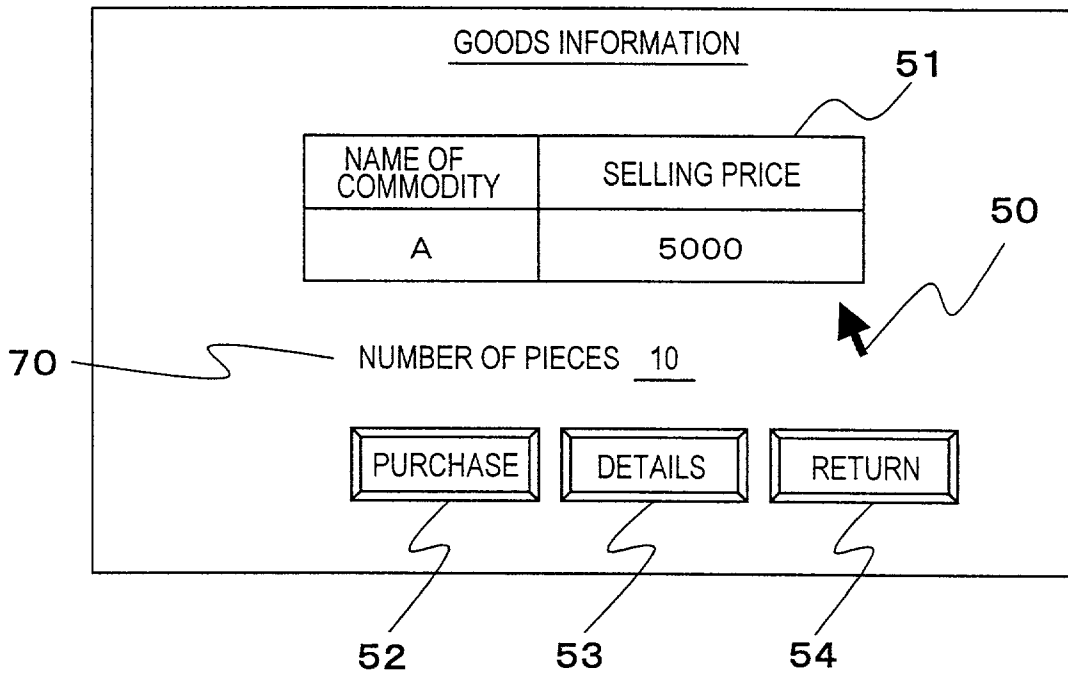 GOODS INFORMATION
51
NAME OF COMMODITY
SELLING PRICE
50
A
5000
70
NUMBER OF PIECES 10
PURCHASE
DETAILS
RETURN
52
53
54